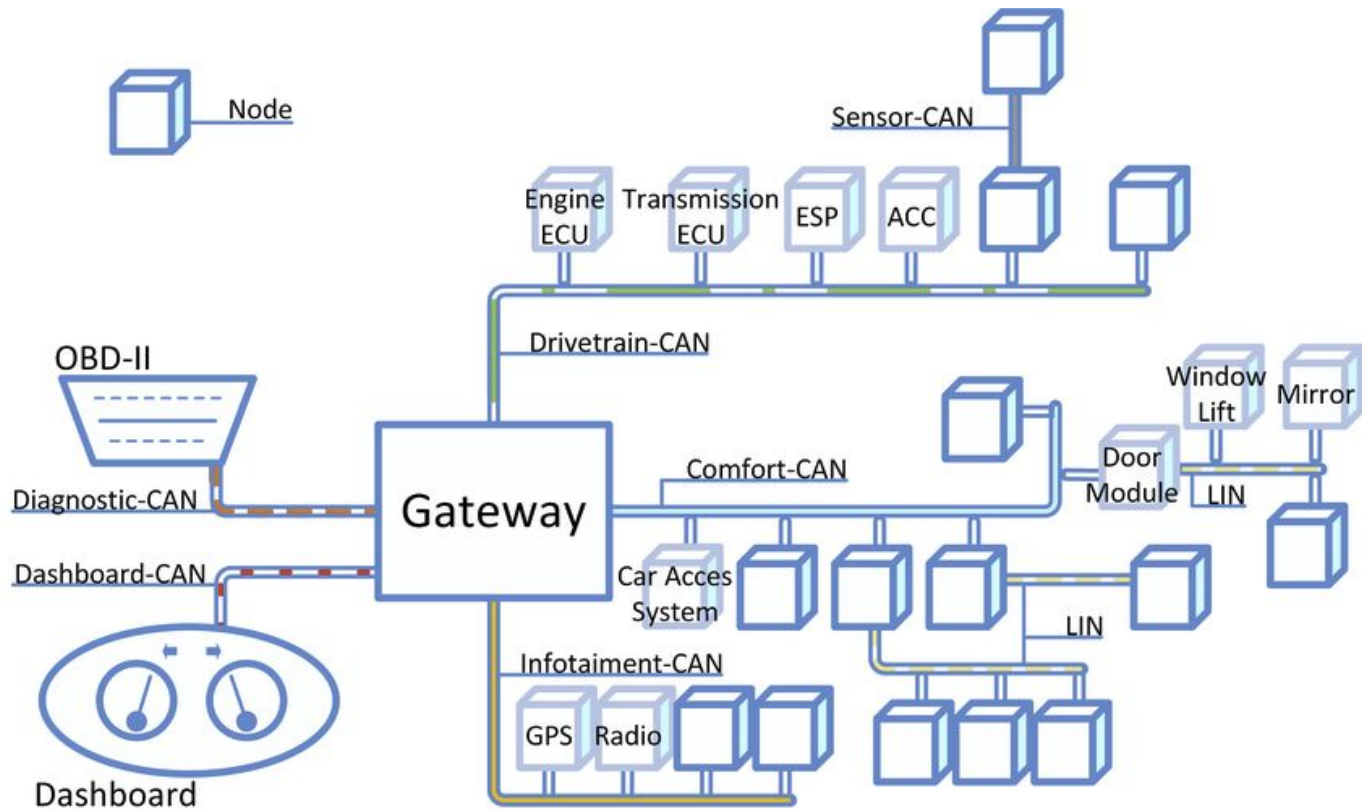 Node
Sensor-CAN
Engine
ECU
Transmission
ECU
ESP
ACC
Drivetrain-CAN
OBD-II
Window
Lift
Mirror
Door
Module
LIN
Comfort-CAN
Diagnostic-CAN
Gateway
Dashboard-CAN
Car Acces
System
LIN
Infotaiment-CAN
GPS
Radio
Dashboard